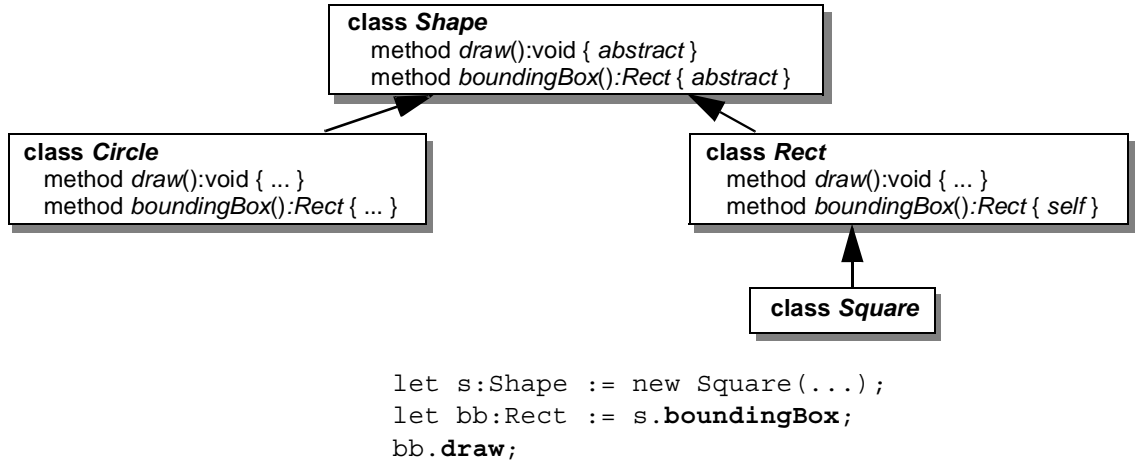 class Shape
method draw():void { abstract }
method boundingBox():Rect { abstract }
class Circle
method draw():void { ... }
method boundingBox():Rect { ... }
class Rect
method draw():void { ... }
method boundingBox():Rect { self }
class Square
let s:Shape := new Square(...);
let bb:Rect := s.boundingBox;
bb.draw;